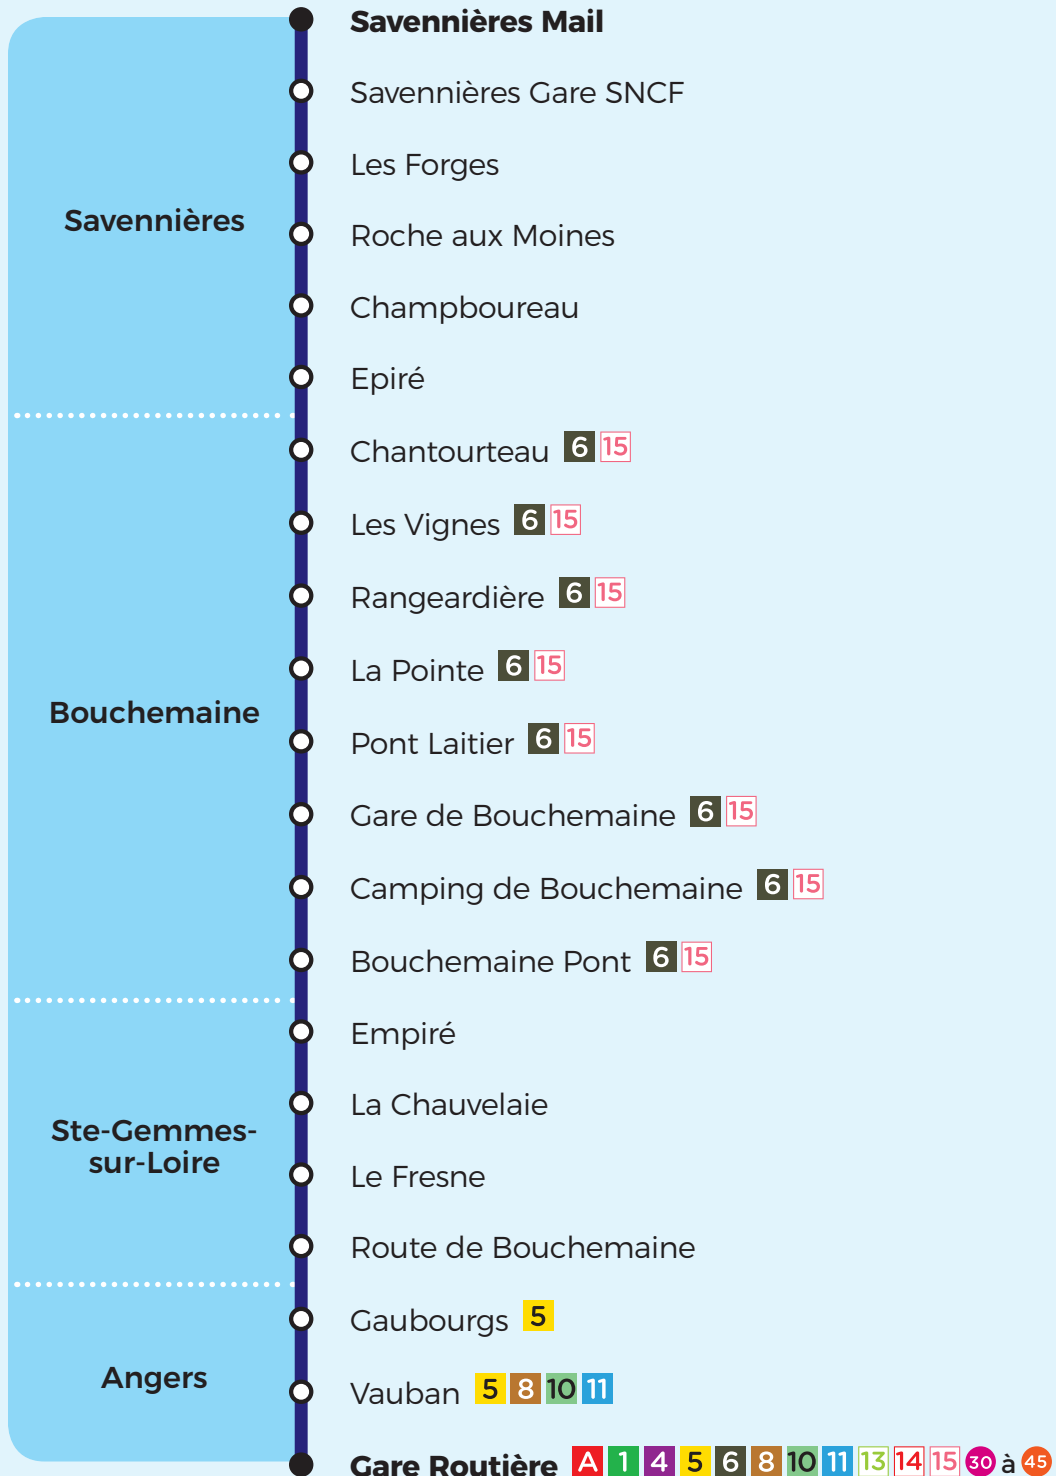 Savennières Mail
Savennières Gare SNCF
Les Forges
Savennières
Roche aux Moines
Champboureau
Epiré
Chantourteau 6 15
Les Vignes 6 15
Rangeardière 6 15
La Pointe 6 15
Bouchemaine
Pont Laitier 6 15
Gare de Bouchemaine 6 15
Camping de Bouchemaine 6 15
Bouchemaine Pont 6 15
Empiré
La Chauvelaie
Ste-Gemmes-
sur-Loire
Le Fresne
Route de Bouchemaine
Gaubourgs 5
Angers
Vauban 5 8 10 11
Gare Routière A 1 4 5 6 8 10 11 13 14 15 30 à 45